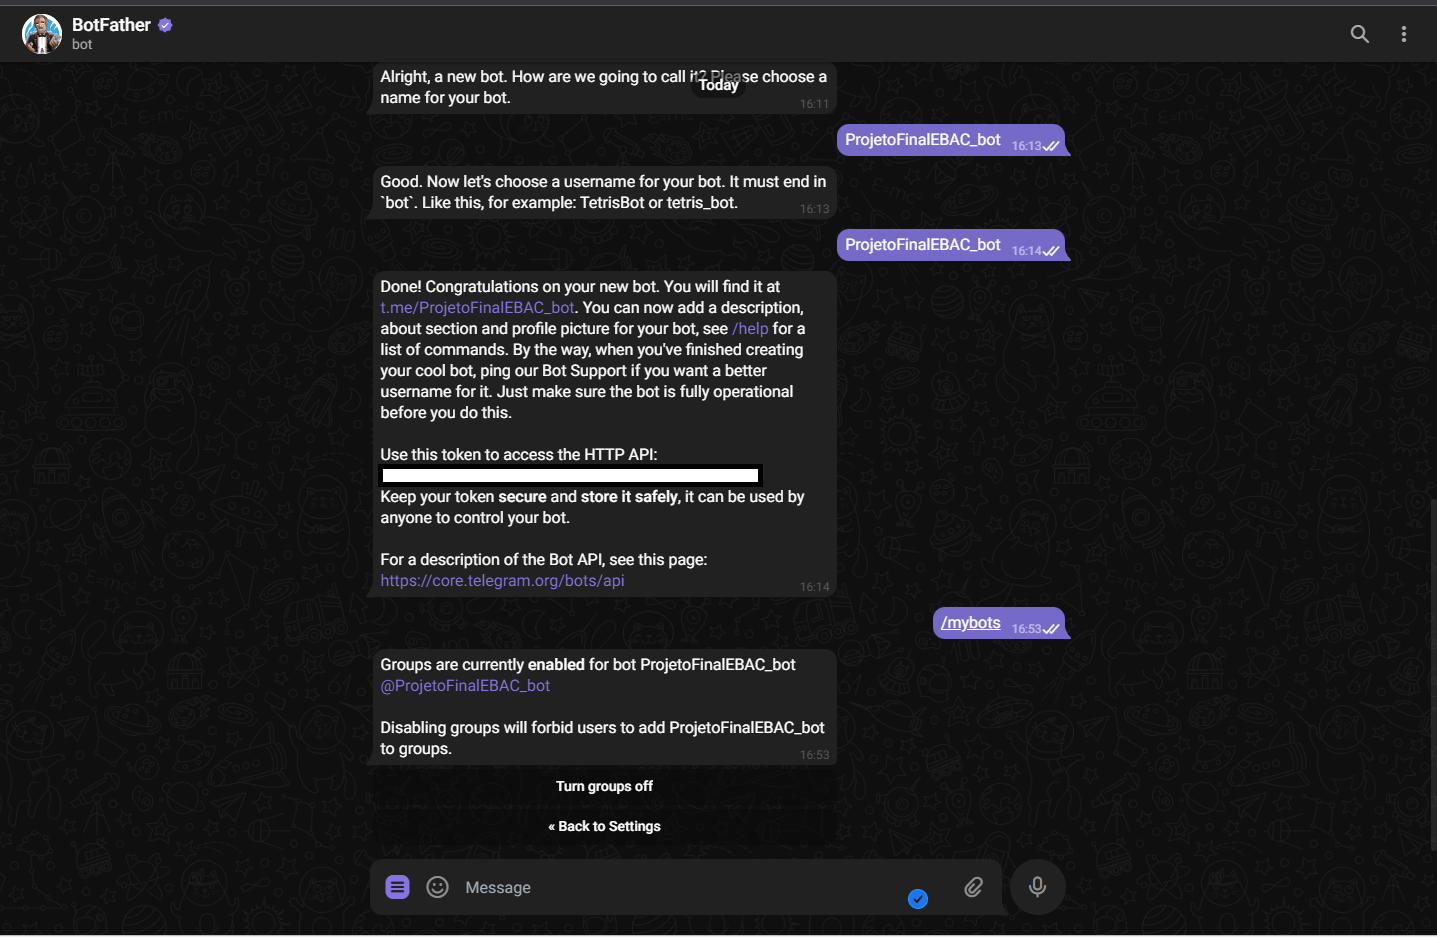 BotFather
bot
Alright, a new bot. How are we going to call it? Please choose a
name for your bot.
16:11
Today
ProjetoFinalEBAC_bot 16:13
Good. Now let's choose a username for your bot. It must end in
`bot`. Like this, for example: TetrisBot or tetris_bot.
16:13
ProjetoFinalEBAC_bot 16:14
Done! Congratulations on your new bot. You will find it at
t.me/ProjetoFinalEBAC_bot. You can now add a description,
about section and profile picture for your bot, see /help for a
list of commands. By the way, when you've finished creating
your cool bot, ping our Bot Support if you want a better
username for it. Just make sure the bot is fully operational
before you do this.
Use this token to access the HTTP API:
Keep your token secure and store it safely, it can be used by
anyone to control your bot.
For a description of the Bot API, see this page:
https://core.telegram.org/bots/api
16:14
/mybots 16:53
Groups are currently enabled for bot ProjetoFinalEBAC_bot
@ProjetoFinalEBAC_bot
Disabling groups will forbid users to add ProjetoFinalEBAC_bot
to groups.
16:53
Turn groups off
« Back to Settings
Message